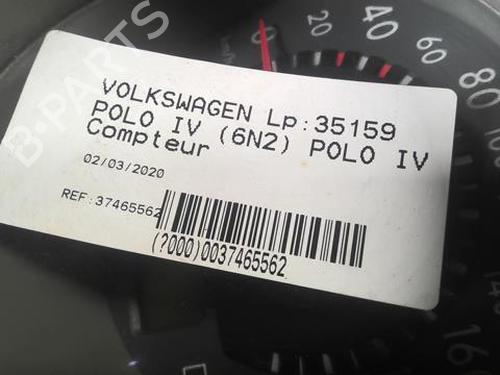 B-PARTS
VOLKSWAGEN Lp:35159
POLO IV (6N2) POLO IV
Compteur
02/03/2020
REF:37465562
(?000)0037465562
0
20
40
60
80